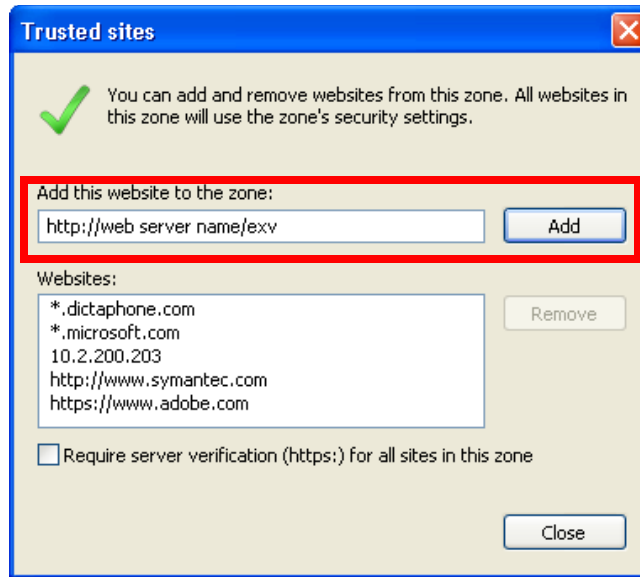 Trusted sites
You can add and remove websites from this zone. All websites in
this zone will use the zone's security settings.
Add this website to the zone:
http://web server name/exv
Add
Websites:
*.dictaphone.com
*.microsoft.com
10.2.200.203
http://www.symantec.com
https://www.adobe.com
Remove
Require server verification (https:) for all sites in this zone
Close